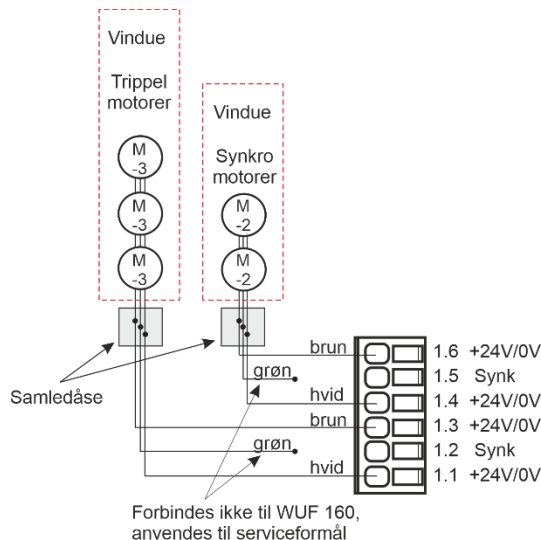 Vindue
Trippel
motorer
M
-3
M
-3
M
-3
Vindue
Synkro
motorer
M
-2
M
-2
Samledåse
brun
grøn
hvid
brun
grøn
hvid
1.6 +24V/0V
1.5 Synk
1.4 +24V/0V
1.3 +24V/0V
1.2 Synk
1.1 +24V/0V
Forbindes ikke til WUF 160,
anvendes til serviceformål